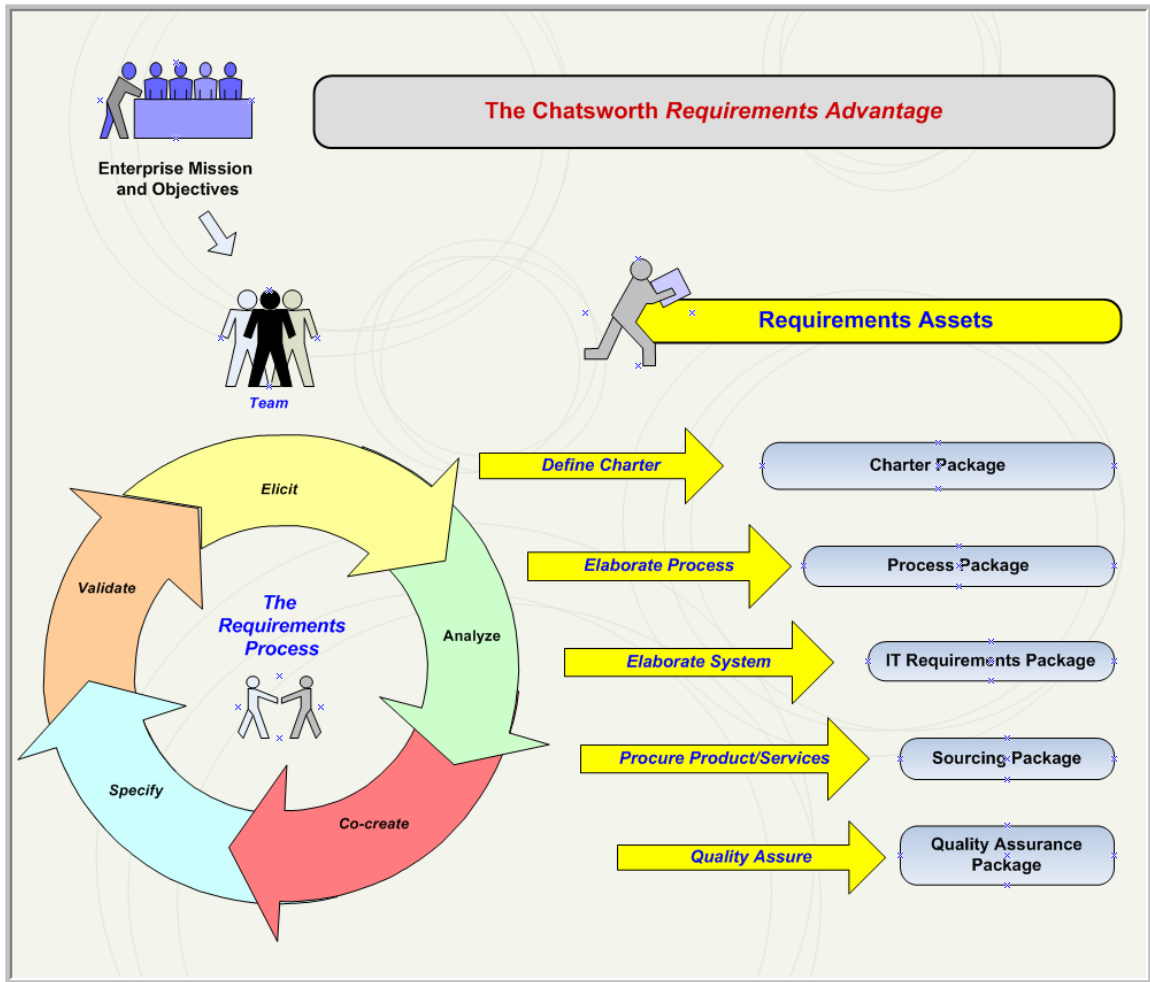 The Chatsworth Requirements Advantage
Enterprise Mission
and Objectives
Team
Requirements Assets
Elicit
Analyze
Co-create
Specify
Validate
The
Requirements
Process
Define Charter
Charter Package
Elaborate Process
Process Package
Elaborate System
IT Requirements Package
Procure Product/Services
Sourcing Package
Quality Assure
Quality Assurance
Package